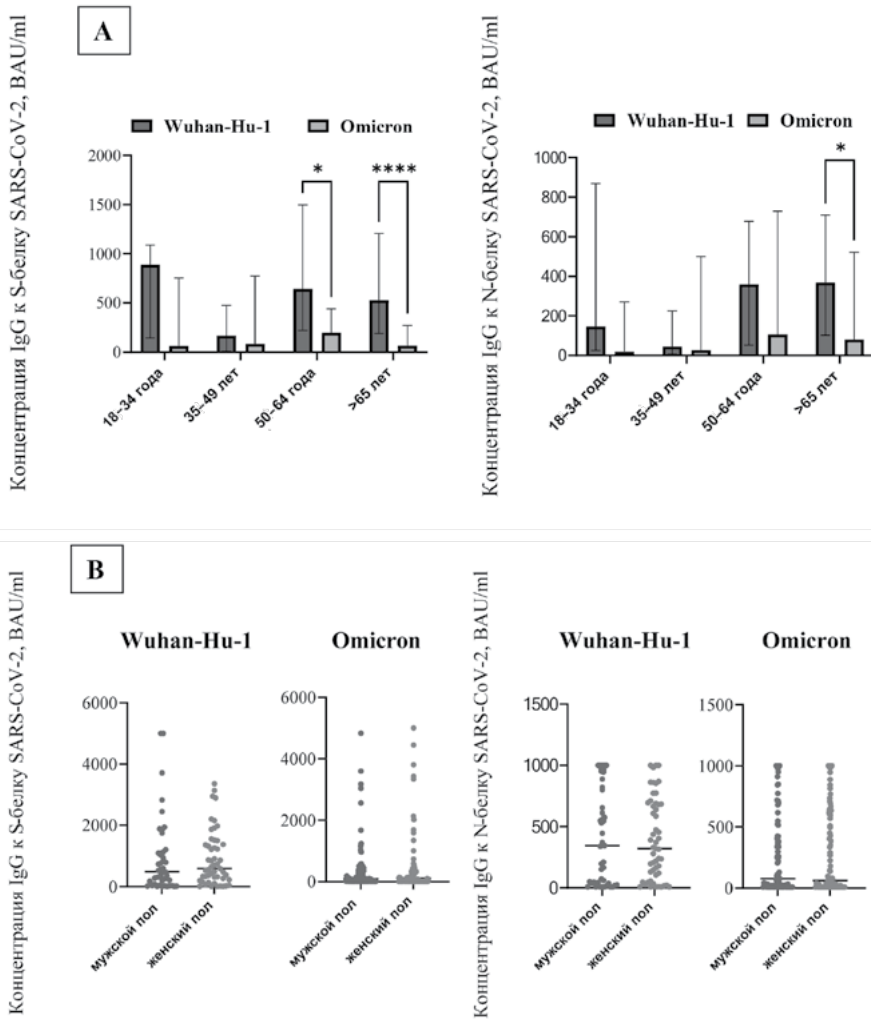 A
Концентрация IgG к S-белку SARS-CoV-2, BAU/ml
Wuhan-Hu-1
Omicron
2000
1500
1000
500
0
*
****
18–34 года
35–49 лет
50–64 года
>65 лет
Концентрация IgG к N-белку SARS-CoV-2, BAU/ml
Wuhan-Hu-1
Omicron
1000
800
600
400
200
0
*
18–34 года
35–49 лет
50–64 года
>65 лет
B
Концентрация IgG к S-белку SARS-CoV-2, BAU/ml
Wuhan-Hu-1
6000
4000
2000
0
мужской пол
женский пол
Omicron
6000
4000
2000
0
мужской пол
женский пол
Концентрация IgG к N-белку SARS-CoV-2, BAU/ml
Wuhan-Hu-1
1500
1000
500
0
мужской пол
женский пол
Omicron
1500
1000
500
0
мужской пол
женский пол